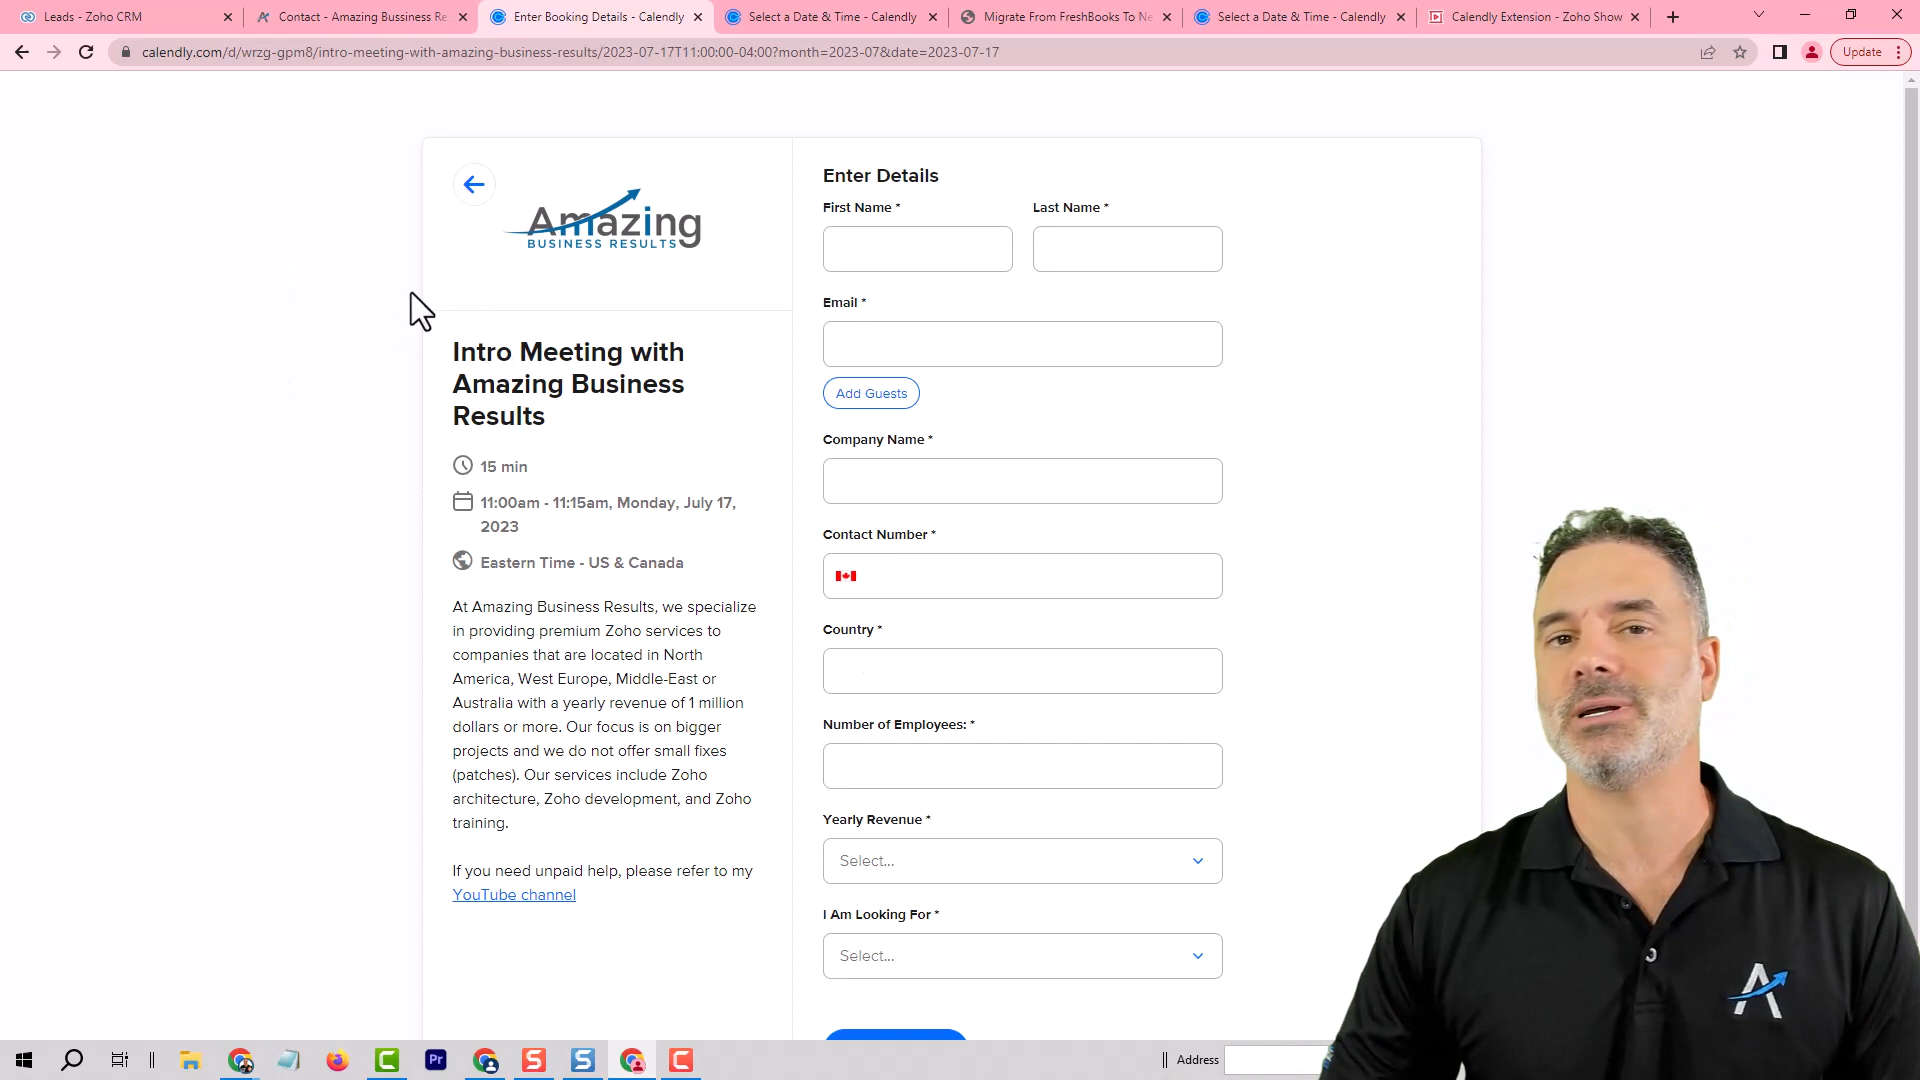 Leads - Zoho CRM
Contact - Amazing Bussiness Re
Enter Booking Details - Calendly
Select a Date & Time - Calendly
Migrate From FreshBooks To Ne
Select a Date & Time - Calendly
Calendly Extension - Zoho Show
calendly.com/d/wrzg-gpm8/intro-meeting-with-amazing-business-results/2023-07-17T11:00:00-04:00?month=2023-07&date=2023-07-17
Update
Amazing
BUSINESS RESULTS
Intro Meeting with
Amazing Business
Results
15 min
11:00am - 11:15am, Monday, July 17,
2023
Eastern Time - US & Canada
At Amazing Business Results, we specialize
in providing premium Zoho services to
companies that are located in North
America, West Europe, Middle-East or
Australia with a yearly revenue of 1 million
dollars or more. Our focus is on bigger
projects and we do not offer small fixes
(patches). Our services include Zoho
architecture, Zoho development, and Zoho
training.
If you need unpaid help, please refer to my
YouTube channel
Enter Details
First Name *
Last Name *
Email *
Add Guests
Company Name *
Contact Number *
Country *
Number of Employees: *
Yearly Revenue *
Select...
I Am Looking For *
Select...
A
Pr
Address